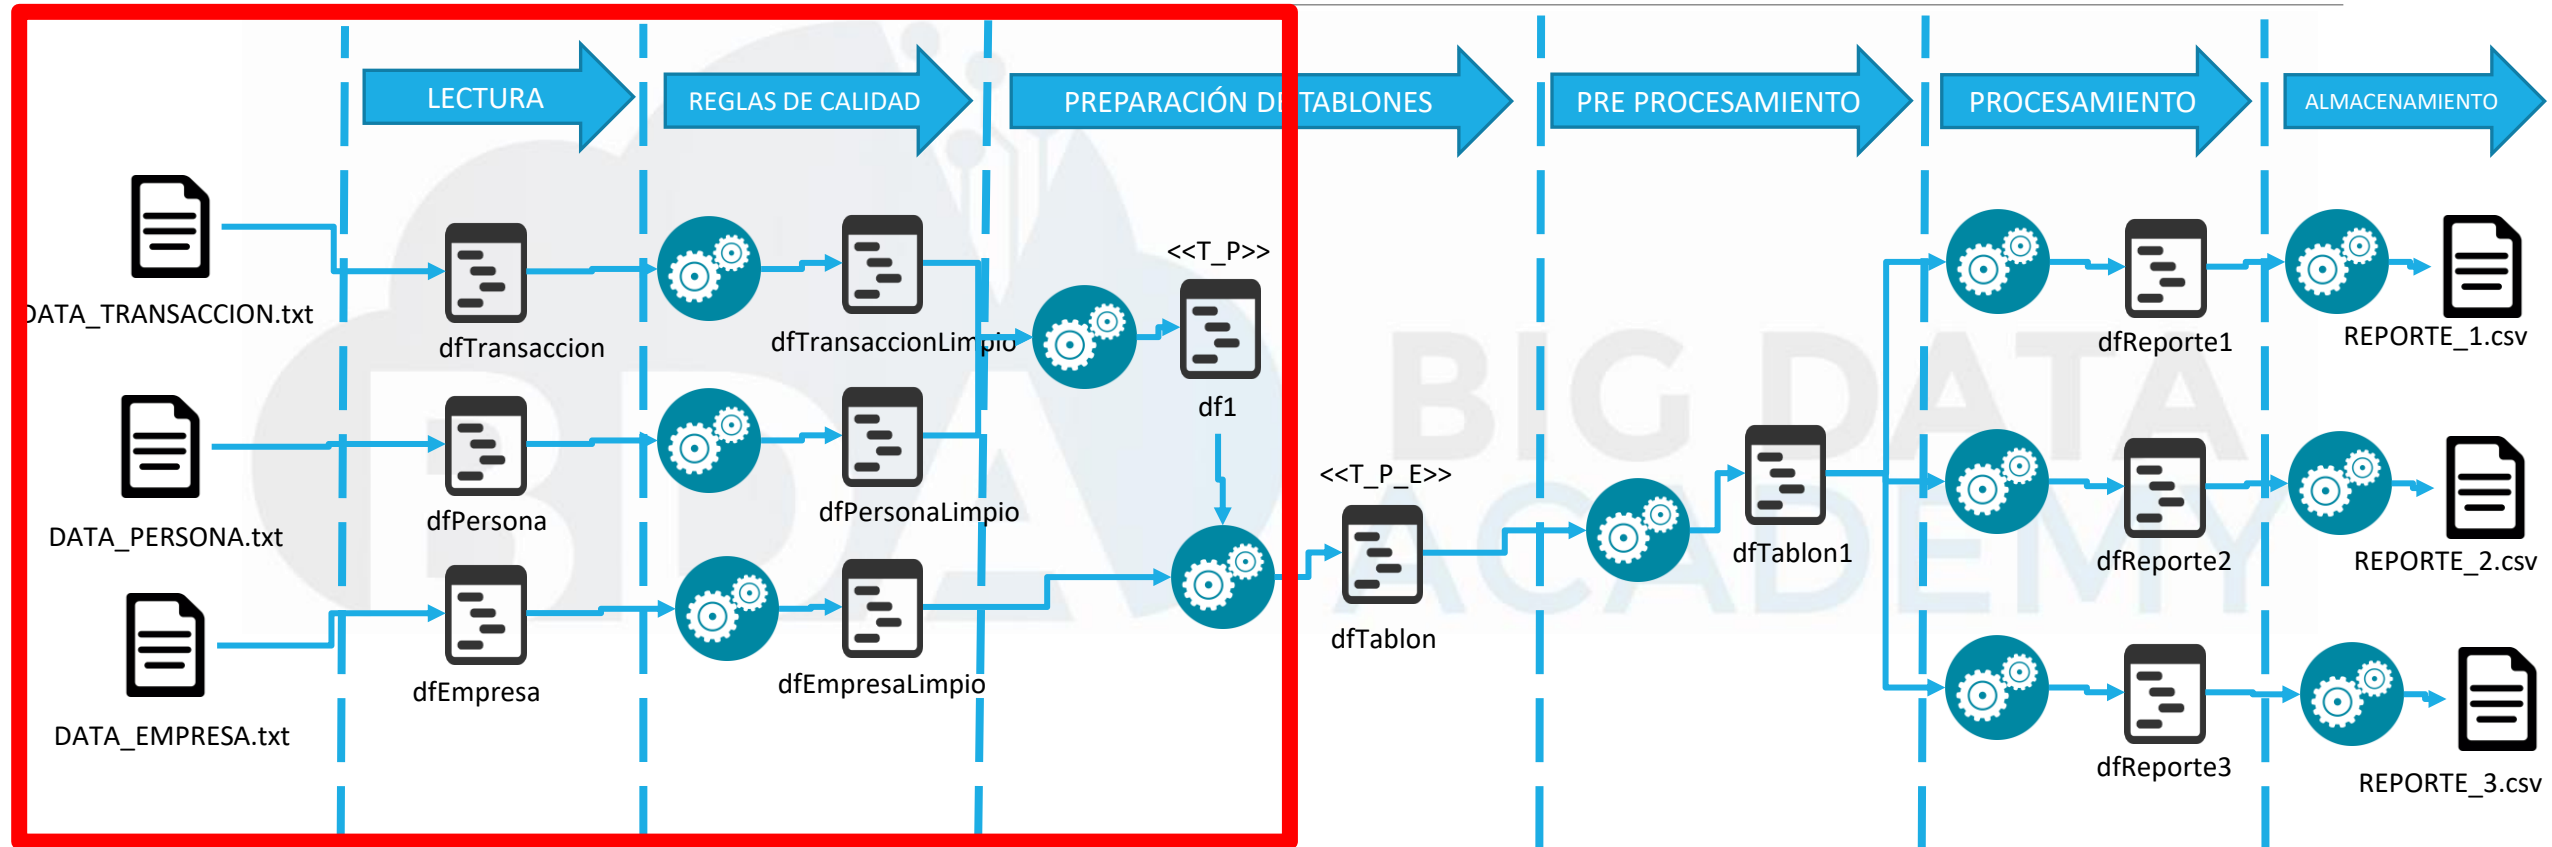 LECTURA
REGLAS DE CALIDAD
PREPARACIÓN DE TABLONES
PRE PROCESAMIENTO
PROCESAMIENTO
ALMACENAMIENTO
DATA_TRANSACCION.txt
dfTransaccion
dfTransaccionLimpio
<<T_P>>
df1
dfReporte1
REPORTE_1.csv
DATA_PERSONA.txt
dfPersona
dfPersonaLimpio
<<T_P_E>>
dfTablon
dfTablon1
dfReporte2
REPORTE_2.csv
DATA_EMPRESA.txt
dfEmpresa
dfEmpresaLimpio
dfReporte3
REPORTE_3.csv
BDA
BIG DATA
ACADEMY